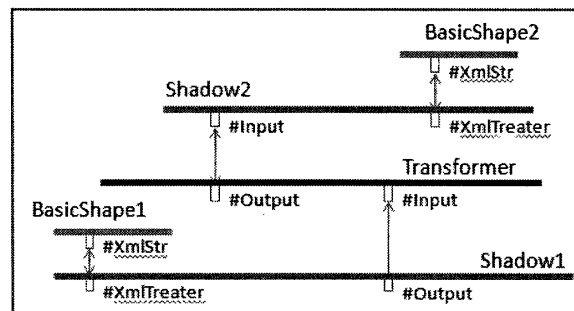 BasicShape2
#XmlStr
Shadow2
#Input
#XmlTreater
Transformer
#Output
#Input
BasicShape1
#XmlStr
Shadow1
#XmlTreater
#Output